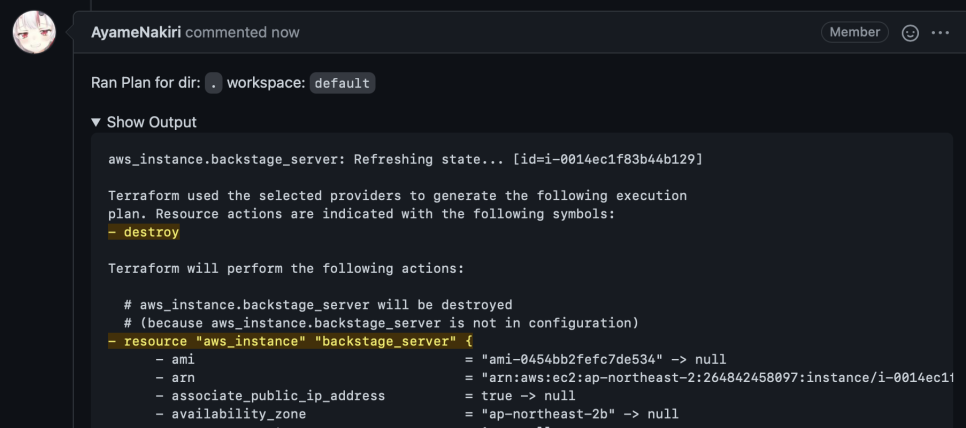 AyameNakiri commented now
Member
Ran Plan for dir: . workspace: default
▼ Show Output
aws_instance.backstage_server: Refreshing state... [id=i-0014ec1f83b44b129]
Terraform used the selected providers to generate the following execution
plan. Resource actions are indicated with the following symbols:
- destroy
Terraform will perform the following actions:
# aws_instance.backstage_server will be destroyed
# (because aws_instance.backstage_server is not in configuration)
- resource "aws_instance" "backstage_server" {
- ami = "ami-0454bb2fefc7de534" -> null
- arn = "arn:aws:ec2:ap-northeast-2:264842458097:instance/i-0014ec1f
- associate_public_ip_address = true -> null
- availability_zone = "ap-northeast-2b" -> null